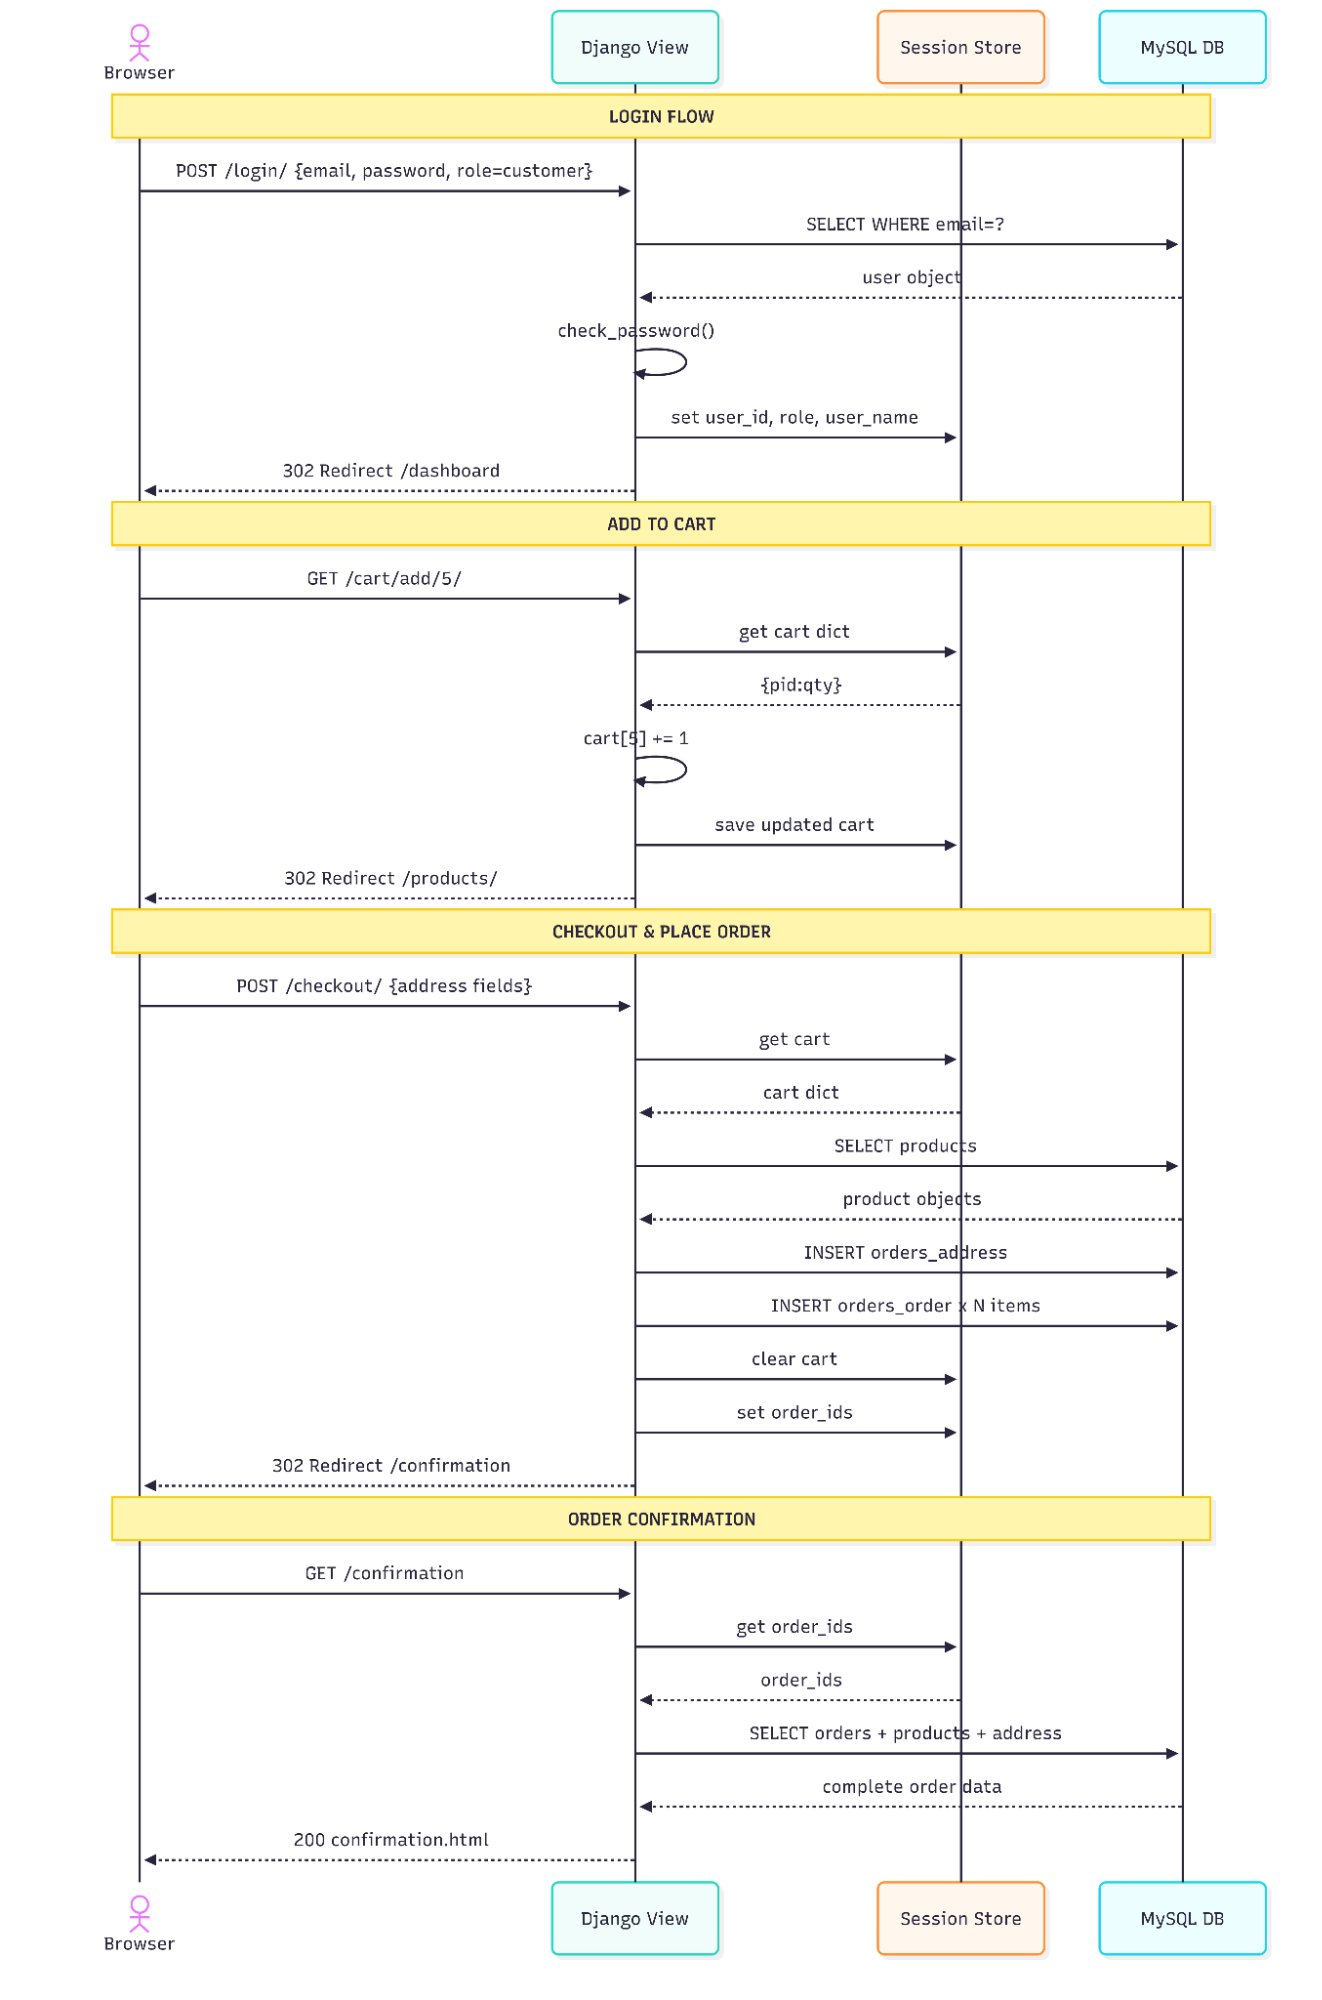 Browser
Django View
Session Store
MySQL DB
LOGIN FLOW
POST /login/ {email, password, role=customer}
SELECT WHERE email=?
user object
check_password()
set user_id, role, user_name
302 Redirect /dashboard
ADD TO CART
GET /cart/add/5/
get cart dict
{pid:qty}
cart[5] += 1
save updated cart
302 Redirect /products/
CHECKOUT & PLACE ORDER
POST /checkout/ {address fields}
get cart
cart dict
SELECT products
product objects
INSERT orders_address
INSERT orders_order x N items
clear cart
set order_ids
302 Redirect /confirmation
ORDER CONFIRMATION
GET /confirmation
get order_ids
order_ids
SELECT orders + products + address
complete order data
200 confirmation.html
Browser
Django View
Session Store
MySQL DB